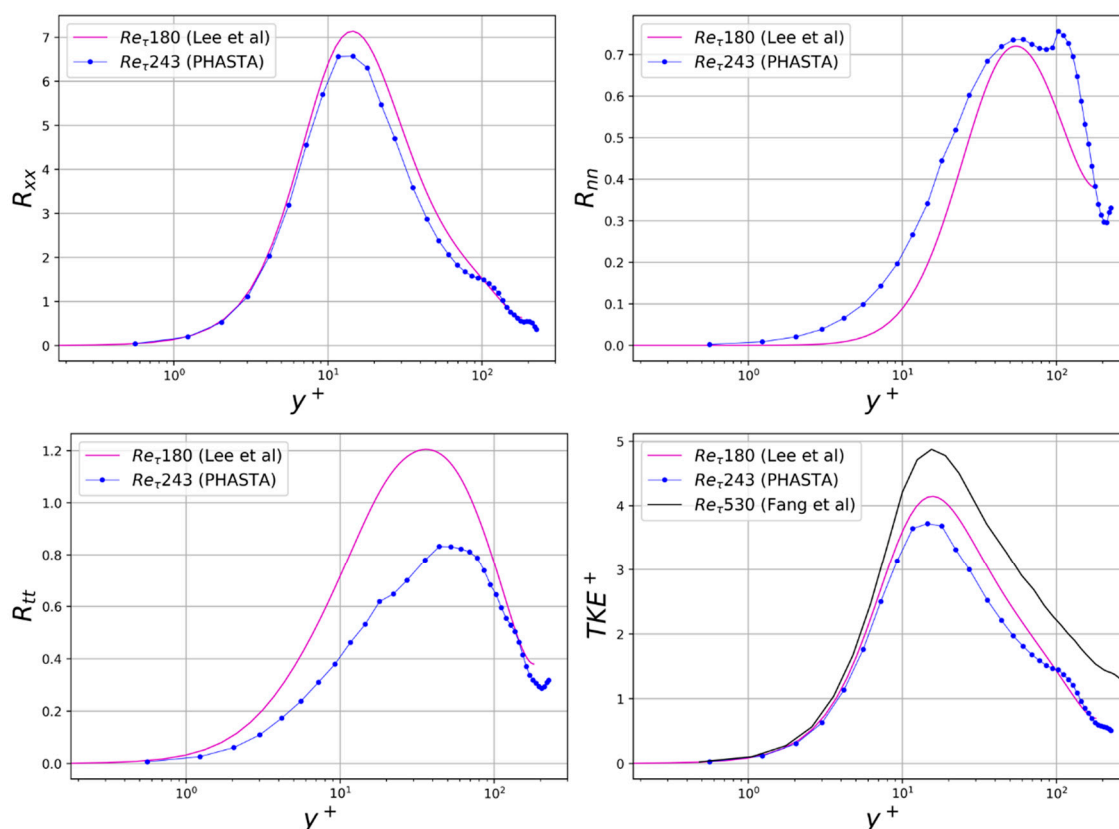 Re_τ180 (Lee et al)
Re_τ243 (PHASTA)
R_xx
7
6
5
4
3
2
1
0
10^0
10^1
10^2
y^+
Re_τ180 (Lee et al)
Re_τ243 (PHASTA)
R_nn
0.7
0.6
0.5
0.4
0.3
0.2
0.1
0.0
10^0
10^1
10^2
y^+
Re_τ180 (Lee et al)
Re_τ243 (PHASTA)
R_tt
1.2
1.0
0.8
0.6
0.4
0.2
0.0
10^0
10^1
10^2
y^+
Re_τ180 (Lee et al)
Re_τ243 (PHASTA)
Re_τ530 (Fang et al)
TKE^+
5
4
3
2
1
0
10^0
10^1
10^2
y^+